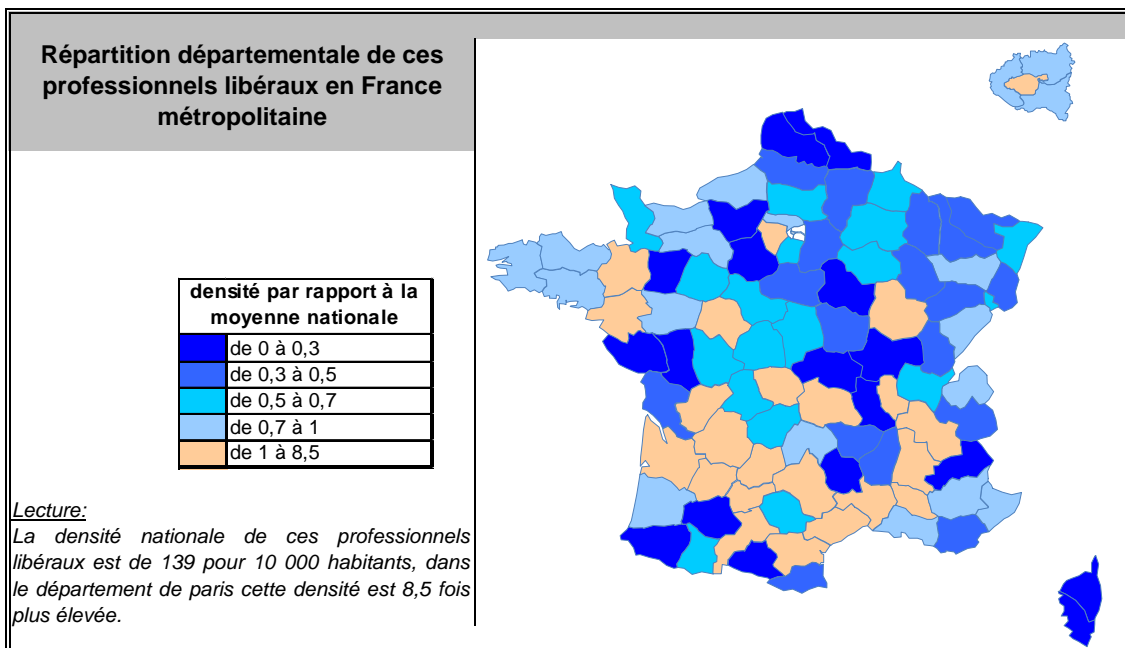 Répartition départementale de ces
professionnels libéraux en France
métropolitaine
densité par rapport à la
moyenne nationale
de 0 à 0,3
de 0,3 à 0,5
de 0,5 à 0,7
de 0,7 à 1
de 1 à 8,5
Lecture:
La densité nationale de ces professionnels
libéraux est de 139 pour 10 000 habitants, dans
le département de paris cette densité est 8,5 fois
plus élevée.